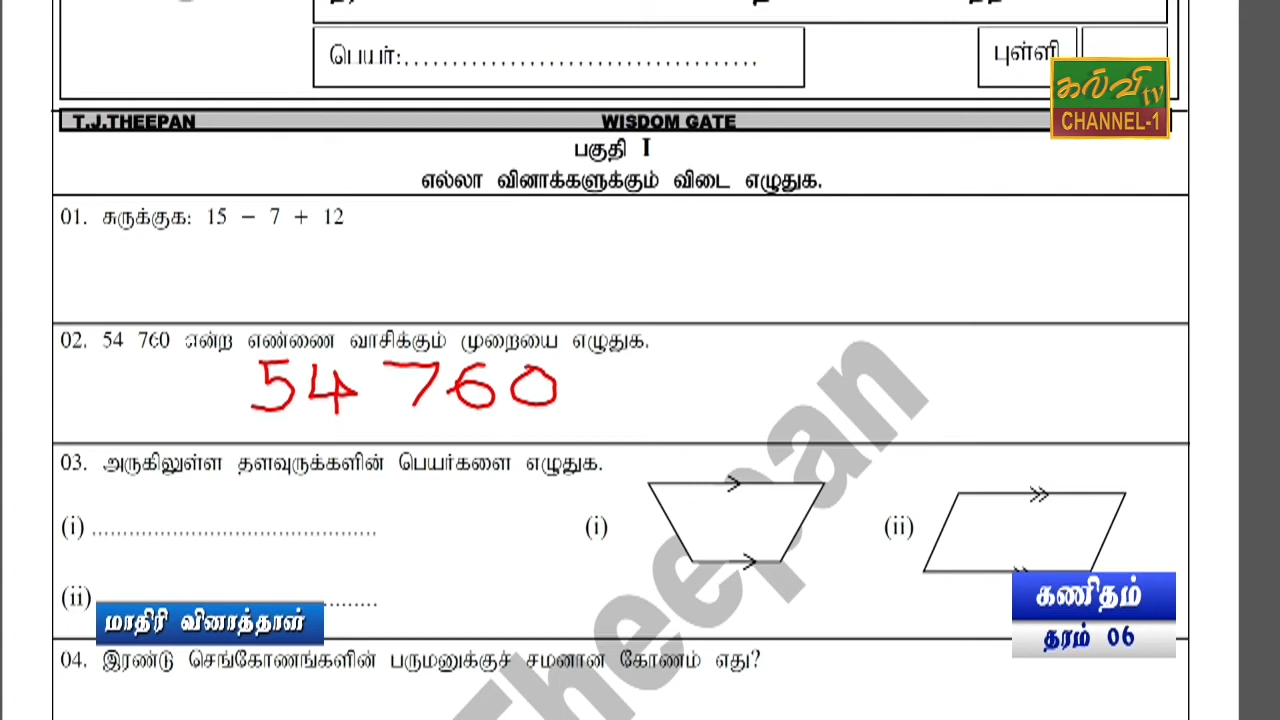 பெயர்:.....................................
புள்ளி
கல்வி tv
CHANNEL-1
T.J.THEEPAN WISDOM GATE
பகுதி I
எல்லா வினாக்களுக்கும் விடை எழுதுக.
01. சுருக்குக: 15 − 7 + 12
02. 54 760 என்ற எண்ணை வாசிக்கும் முறையை எழுதுக.
54 760
03. அருகிலுள்ள தளவுருக்களின் பெயர்களை எழுதுக.
(i) ............................................... (i) (ii)
(ii) .........
மாதிரி வினாத்தாள்
கணிதம்
தரம் 06
04. இரண்டு செங்கோணங்களின் பருமனுக்குச் சமனான கோணம் எது?
Theepan